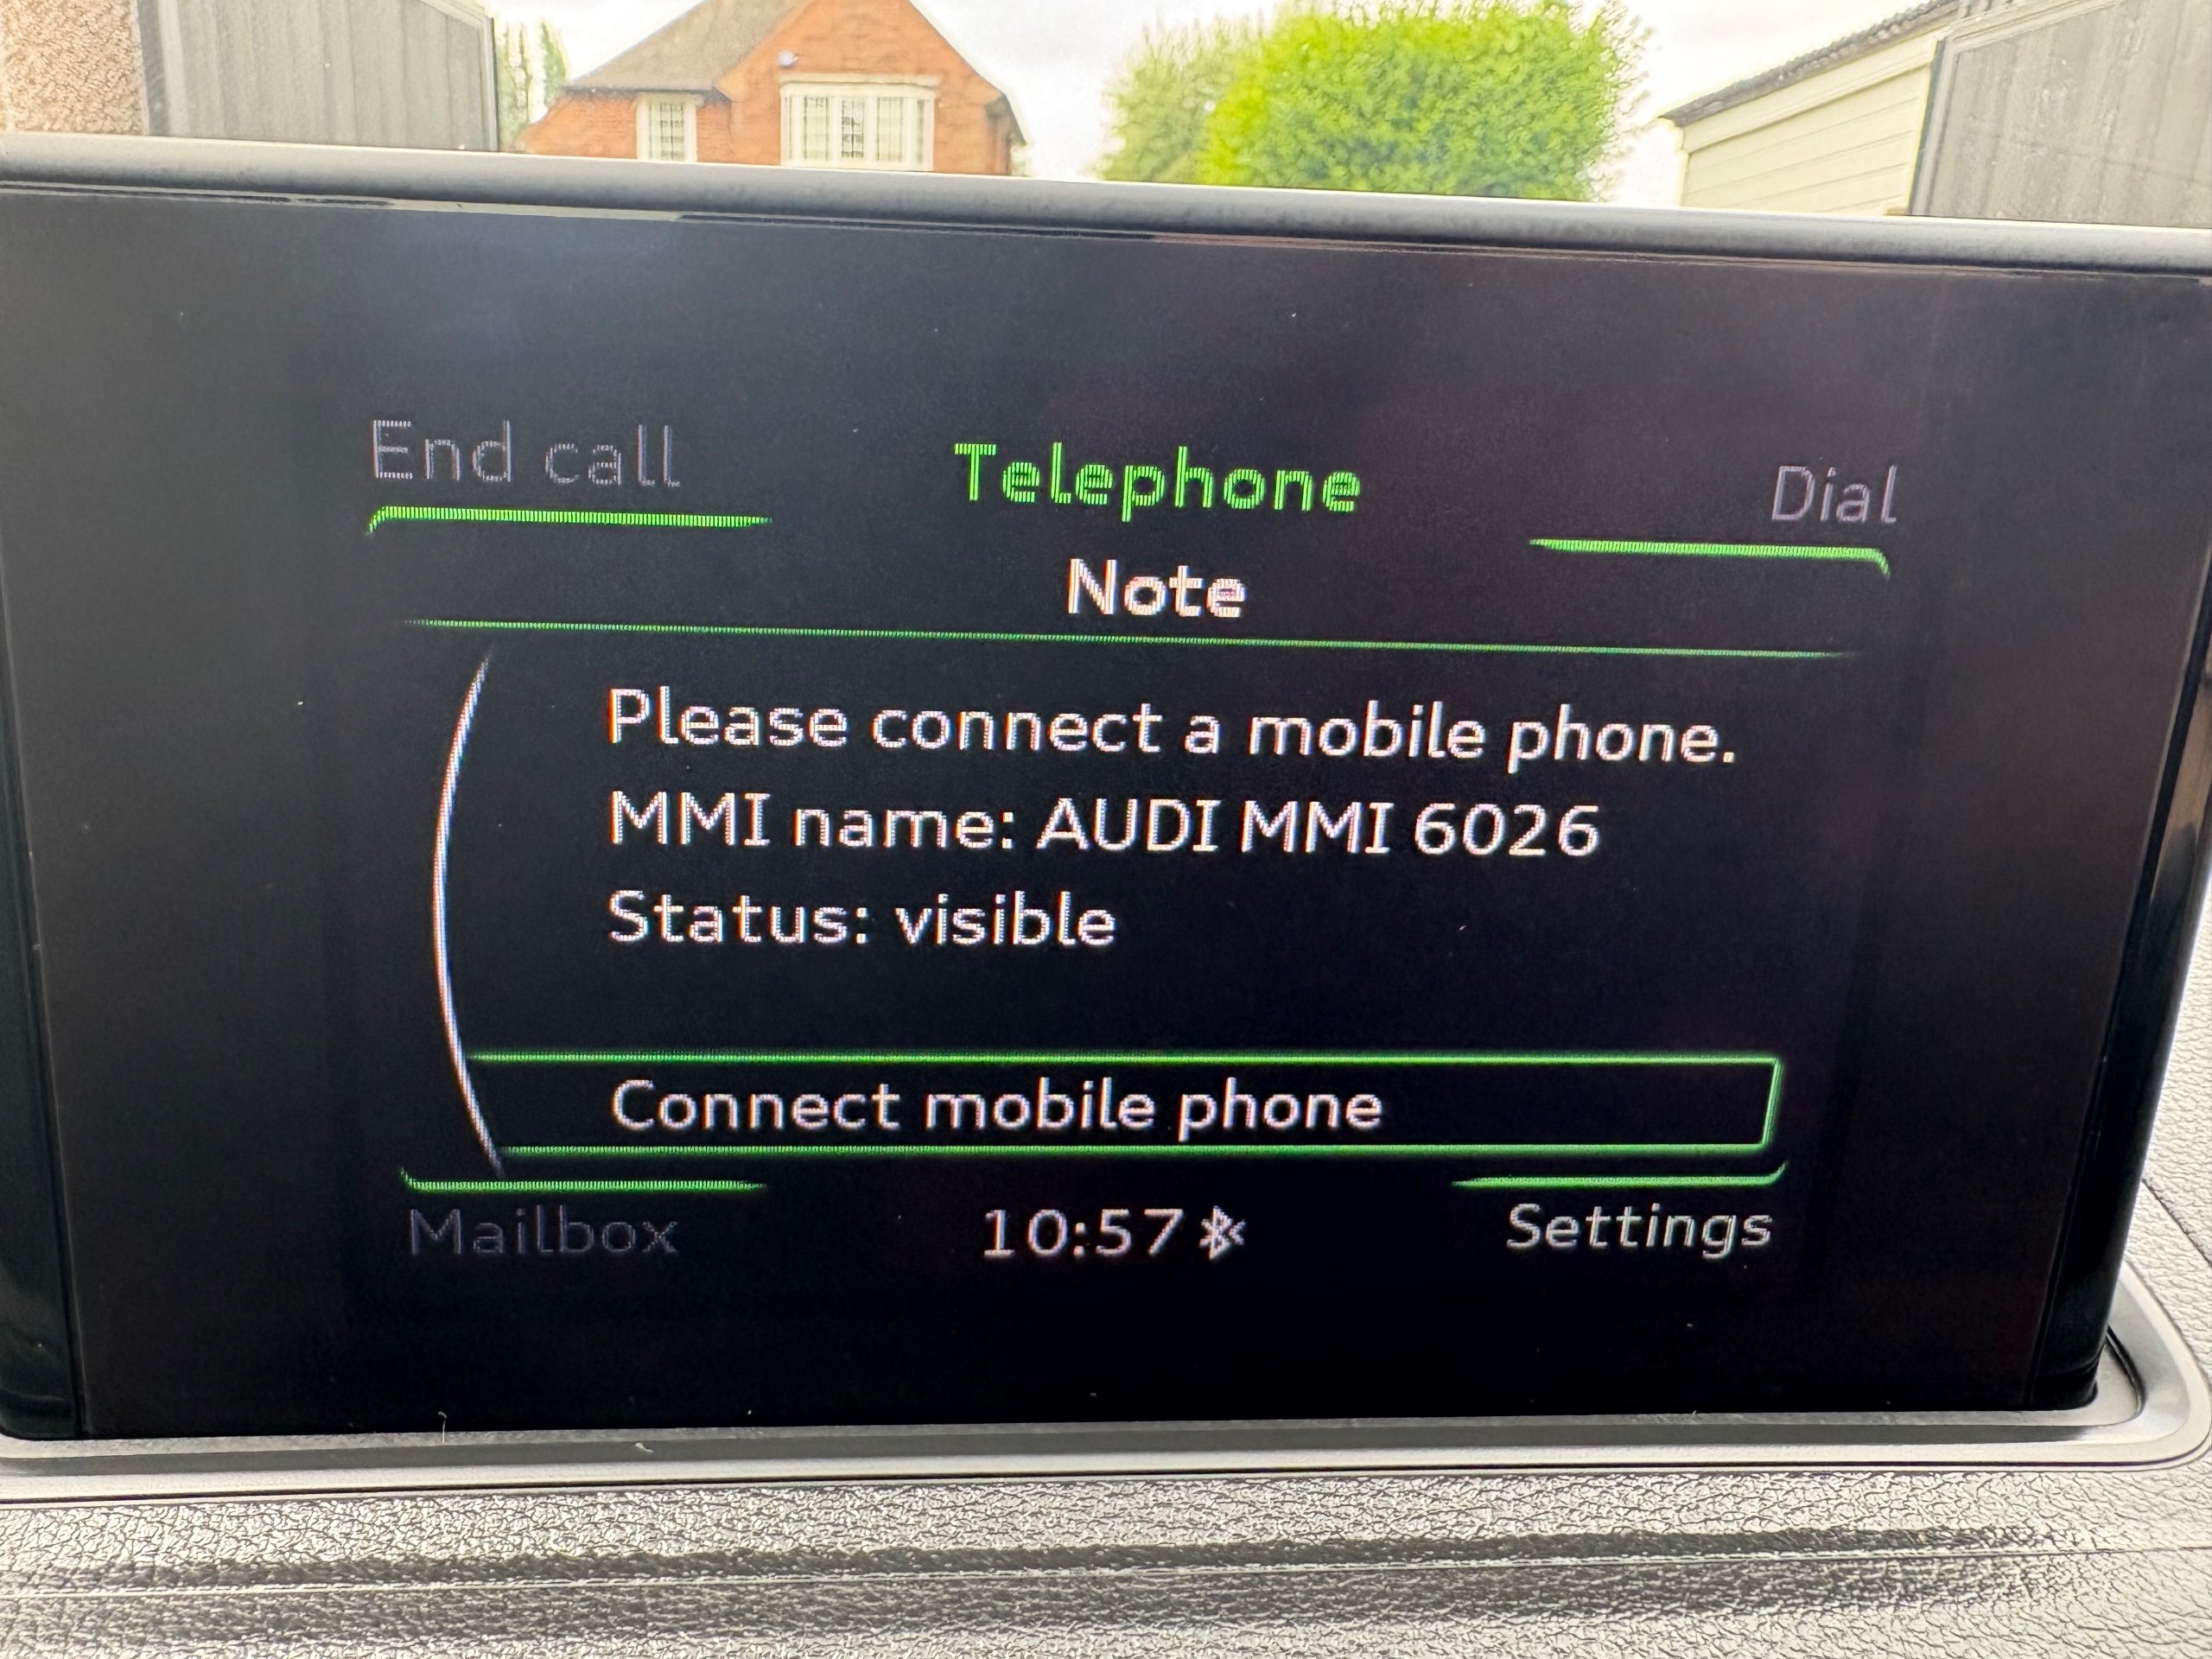 End call
Telephone
Dial
Note
Please connect a mobile phone.
MMI name: AUDI MMI 6026
Status: visible
Connect mobile phone
Mailbox
10:57
Settings